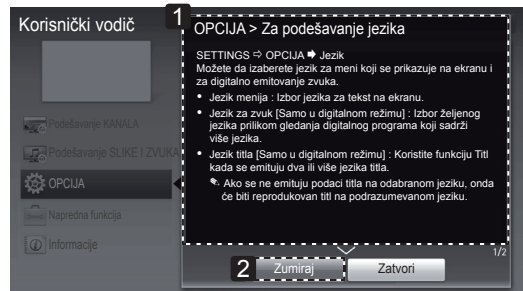 Korisnički vodič
Podešavanje KANALA
Podešavanje SLIKE I ZVUKA
OPCIJA
Napredna funkcija
Informacije
1
OPCIJA > Za podešavanje jezika
SETTINGS ⇨ OPCIJA ➡ Jezik
Možete da izaberete jezik za meni koji se prikazuje na ekranu i
za digitalno emitovanje zvuka.
• Jezik menija : Izbor jezika za tekst na ekranu.
• Jezik za zvuk [Samo u digitalnom režimu] : Izbor željenog
jezika prilikom gledanja digitalnog programa koji sadrži
više jezika.
• Jezik titla [Samo u digitalnom režimu] : Koristite funkciju Titl
kada se emituju dva ili više jezika titla.
✎ Ako se ne emituju podaci titla na odabranom jeziku, onda
će biti reprodukovan titl na podrazumevanom jeziku.
1/2
2
Zumiraj
Zatvori